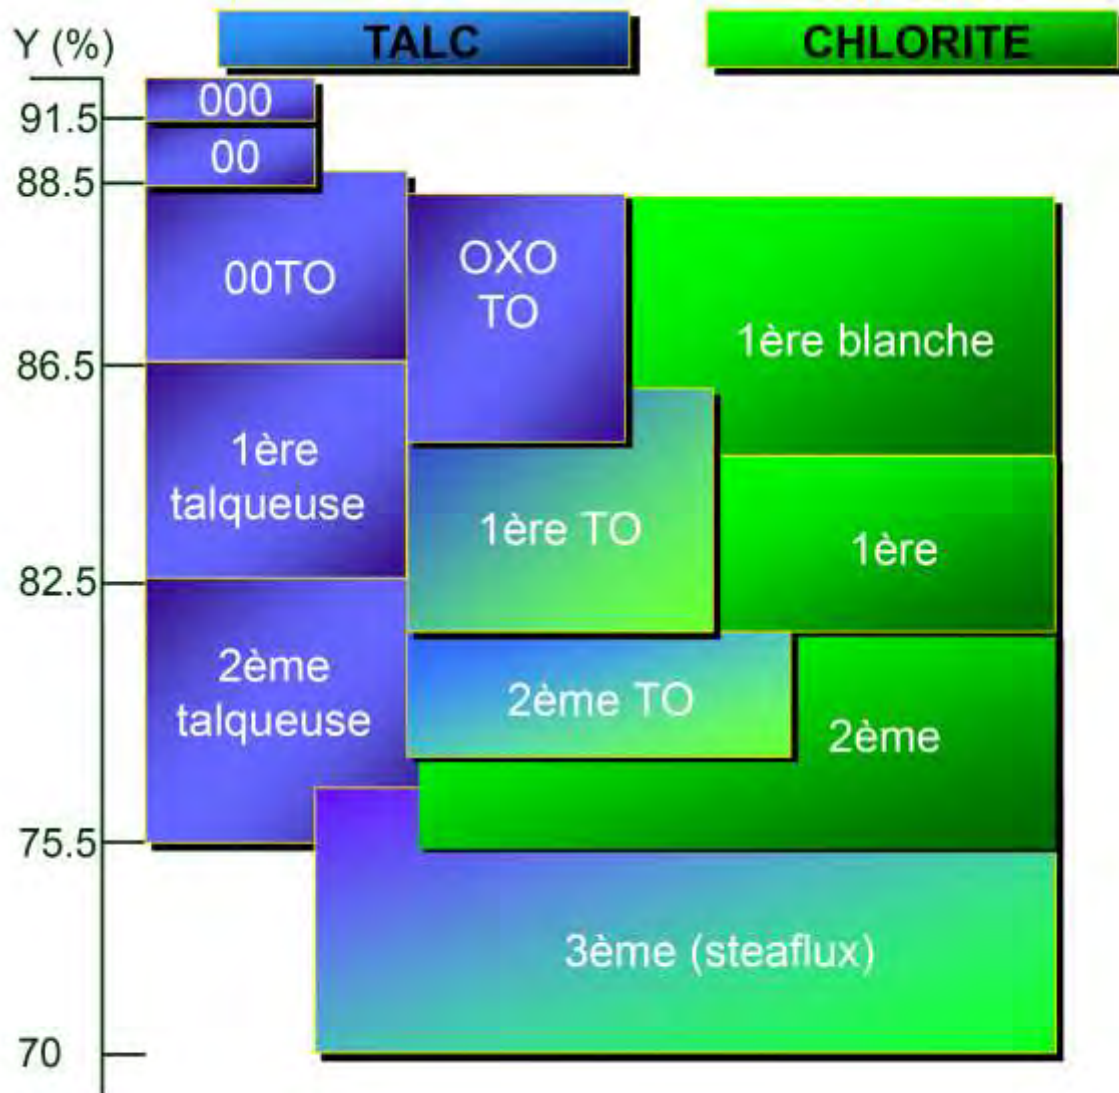 Y (%)
TALC
CHLORITE
000
91.5
00
88.5
00TO
OXO
TO
1ère blanche
86.5
1ère
talqueuse
1ère TO
1ère
82.5
2ème
talqueuse
2ème TO
2ème
75.5
3ème (steaflux)
70